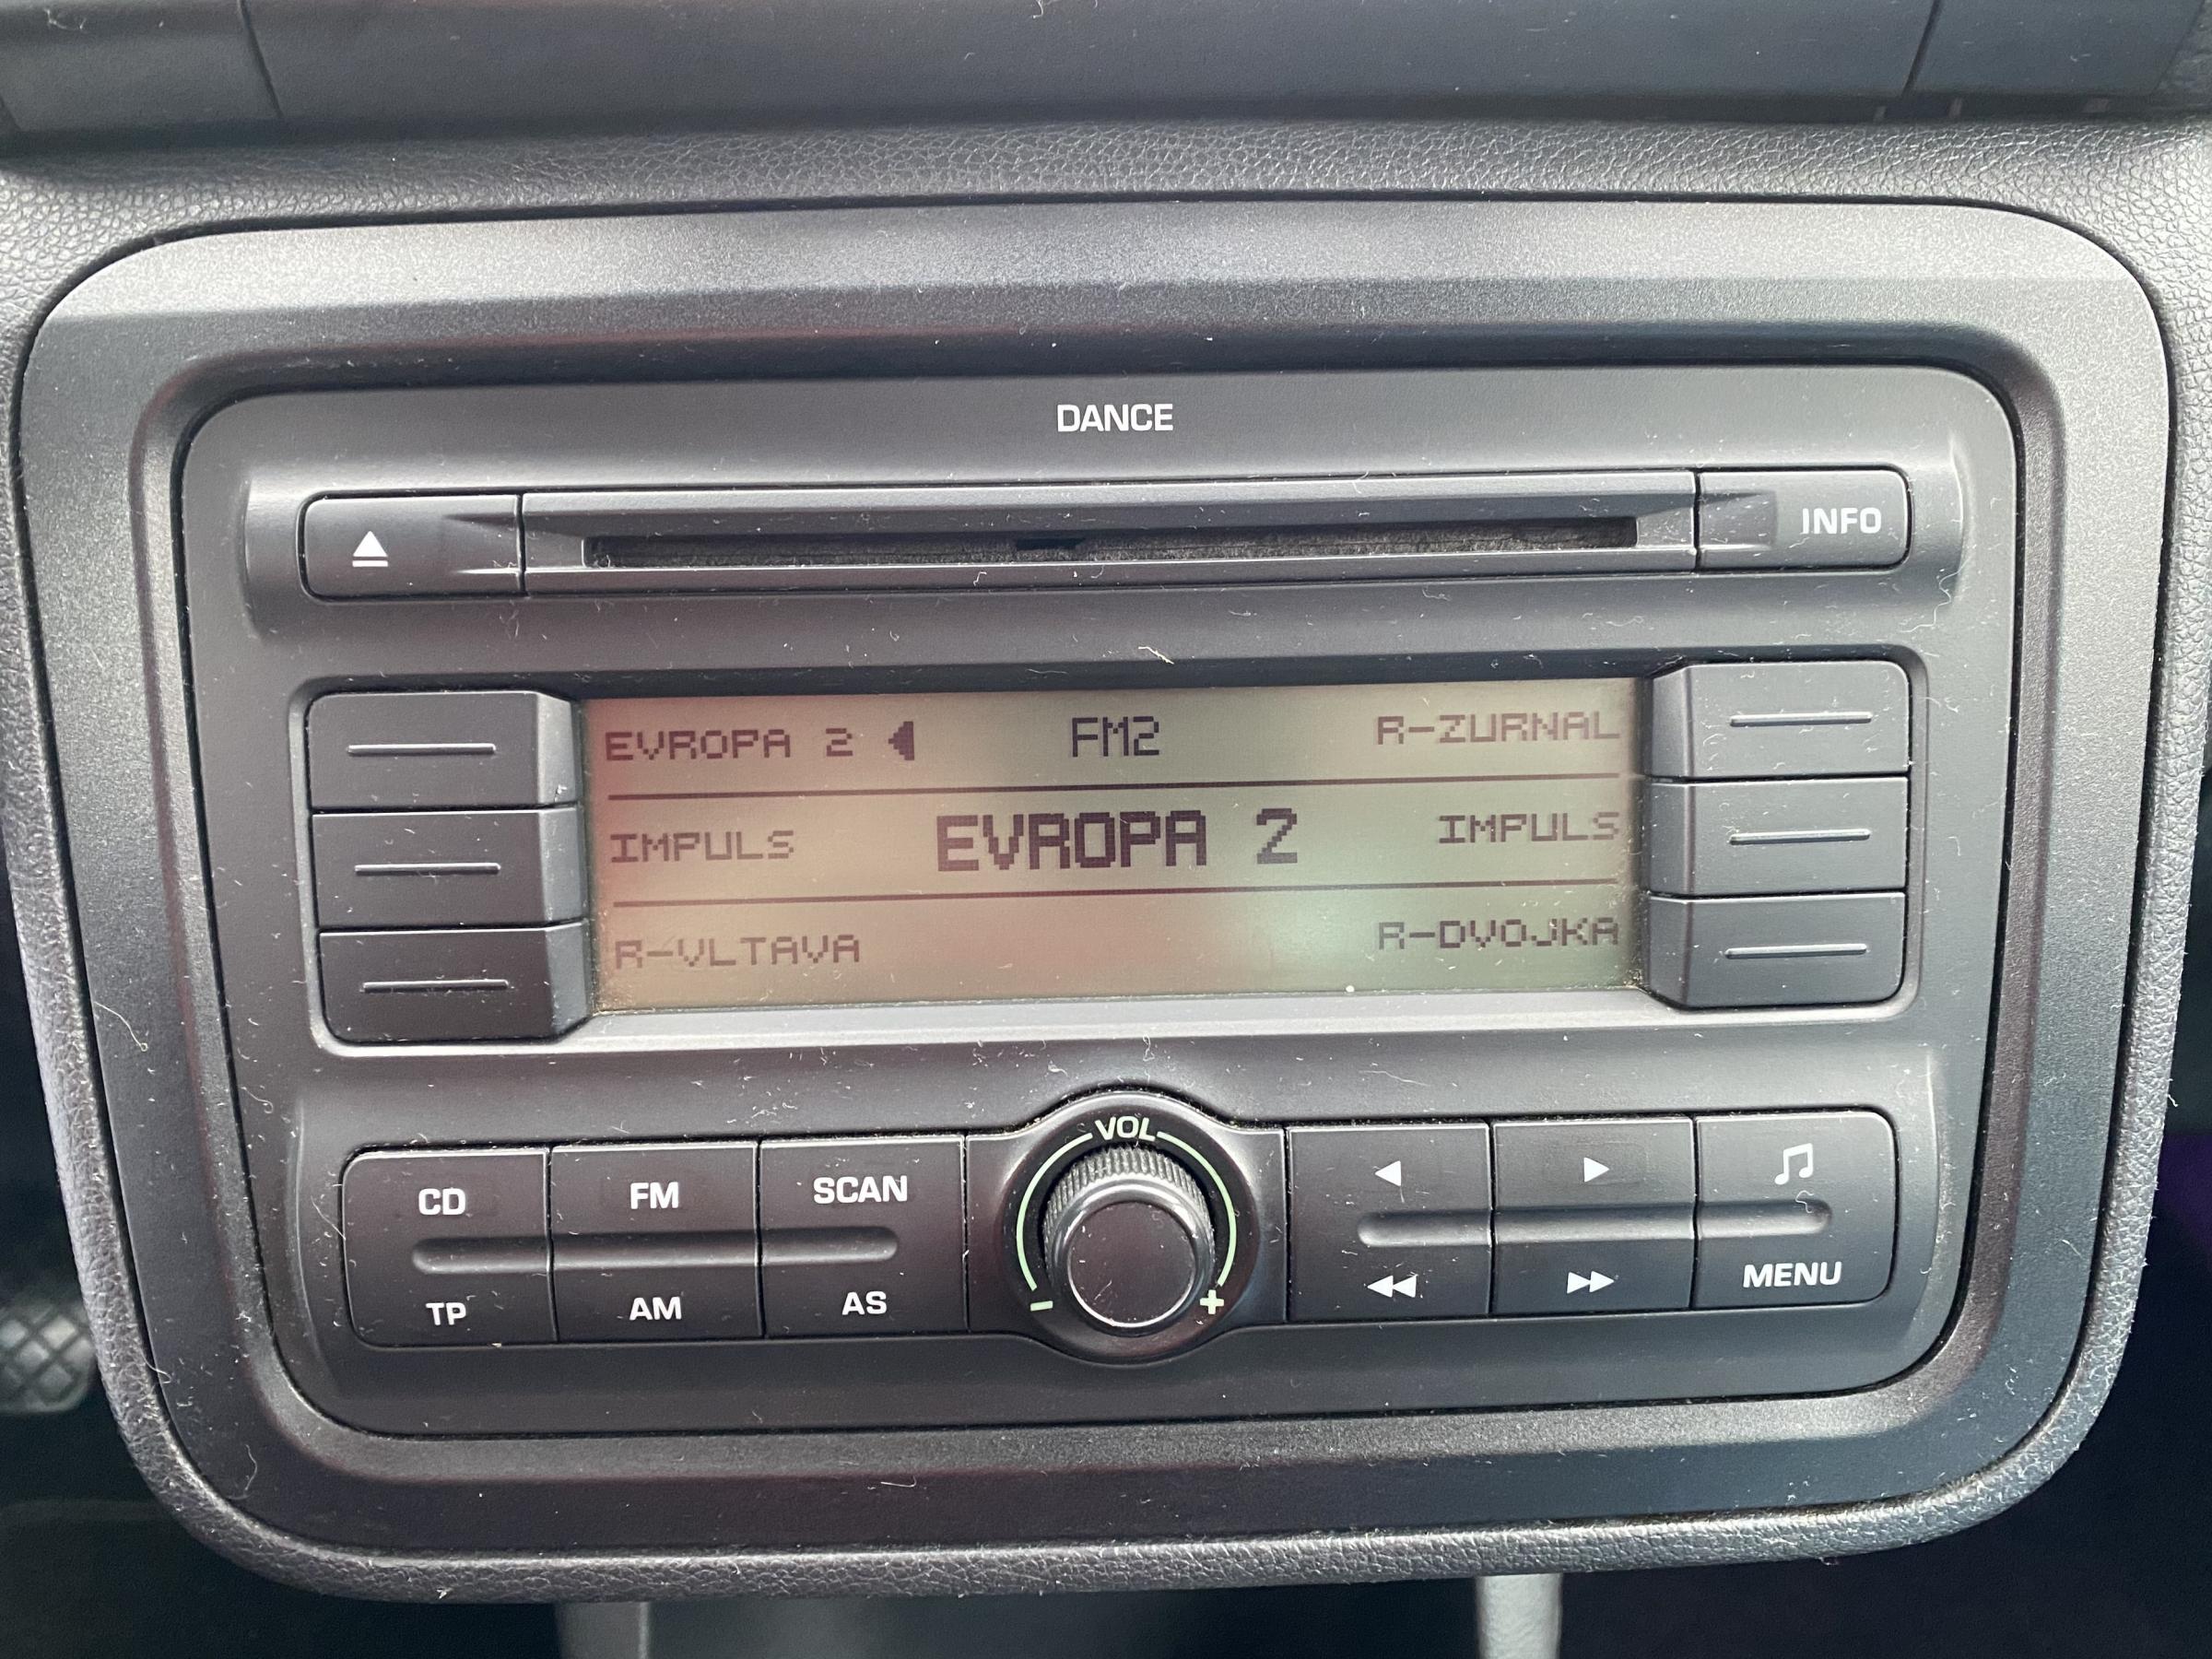 DANCE
INFO
EVROPA 2 FM2 R-ZURNAL
IMPULS EVROPA 2 IMPULS
R-VLTAVA R-DVOJKA
VOL
CD FM SCAN
TP AM AS - + MENU